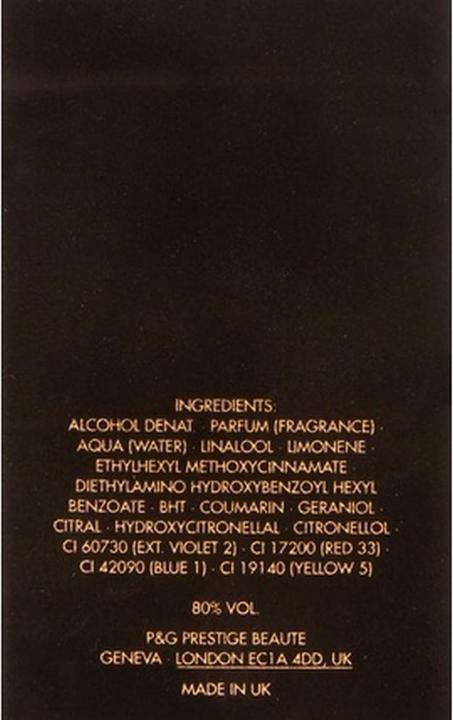 INGREDIENTS:
ALCOHOL DENAT · PARFUM (FRAGRANCE) ·
AQUA (WATER) · LINALOOL · LIMONENE ·
ETHYLHEXYL METHOXYCINNAMATE ·
DIETHYLAMINO HYDROXYBENZOYL HEXYL
BENZOATE · BHT · COUMARIN · GERANIOL ·
CITRAL · HYDROXYCITRONELLAL · CITRONELLOL ·
CI 60730 (EXT. VIOLET 2) · CI 17200 (RED 33) ·
CI 42090 (BLUE 1) · CI 19140 (YELLOW 5)
80% VOL.
P&G PRESTIGE BEAUTE
GENEVA · LONDON EC1A 4DD, UK
MADE IN UK